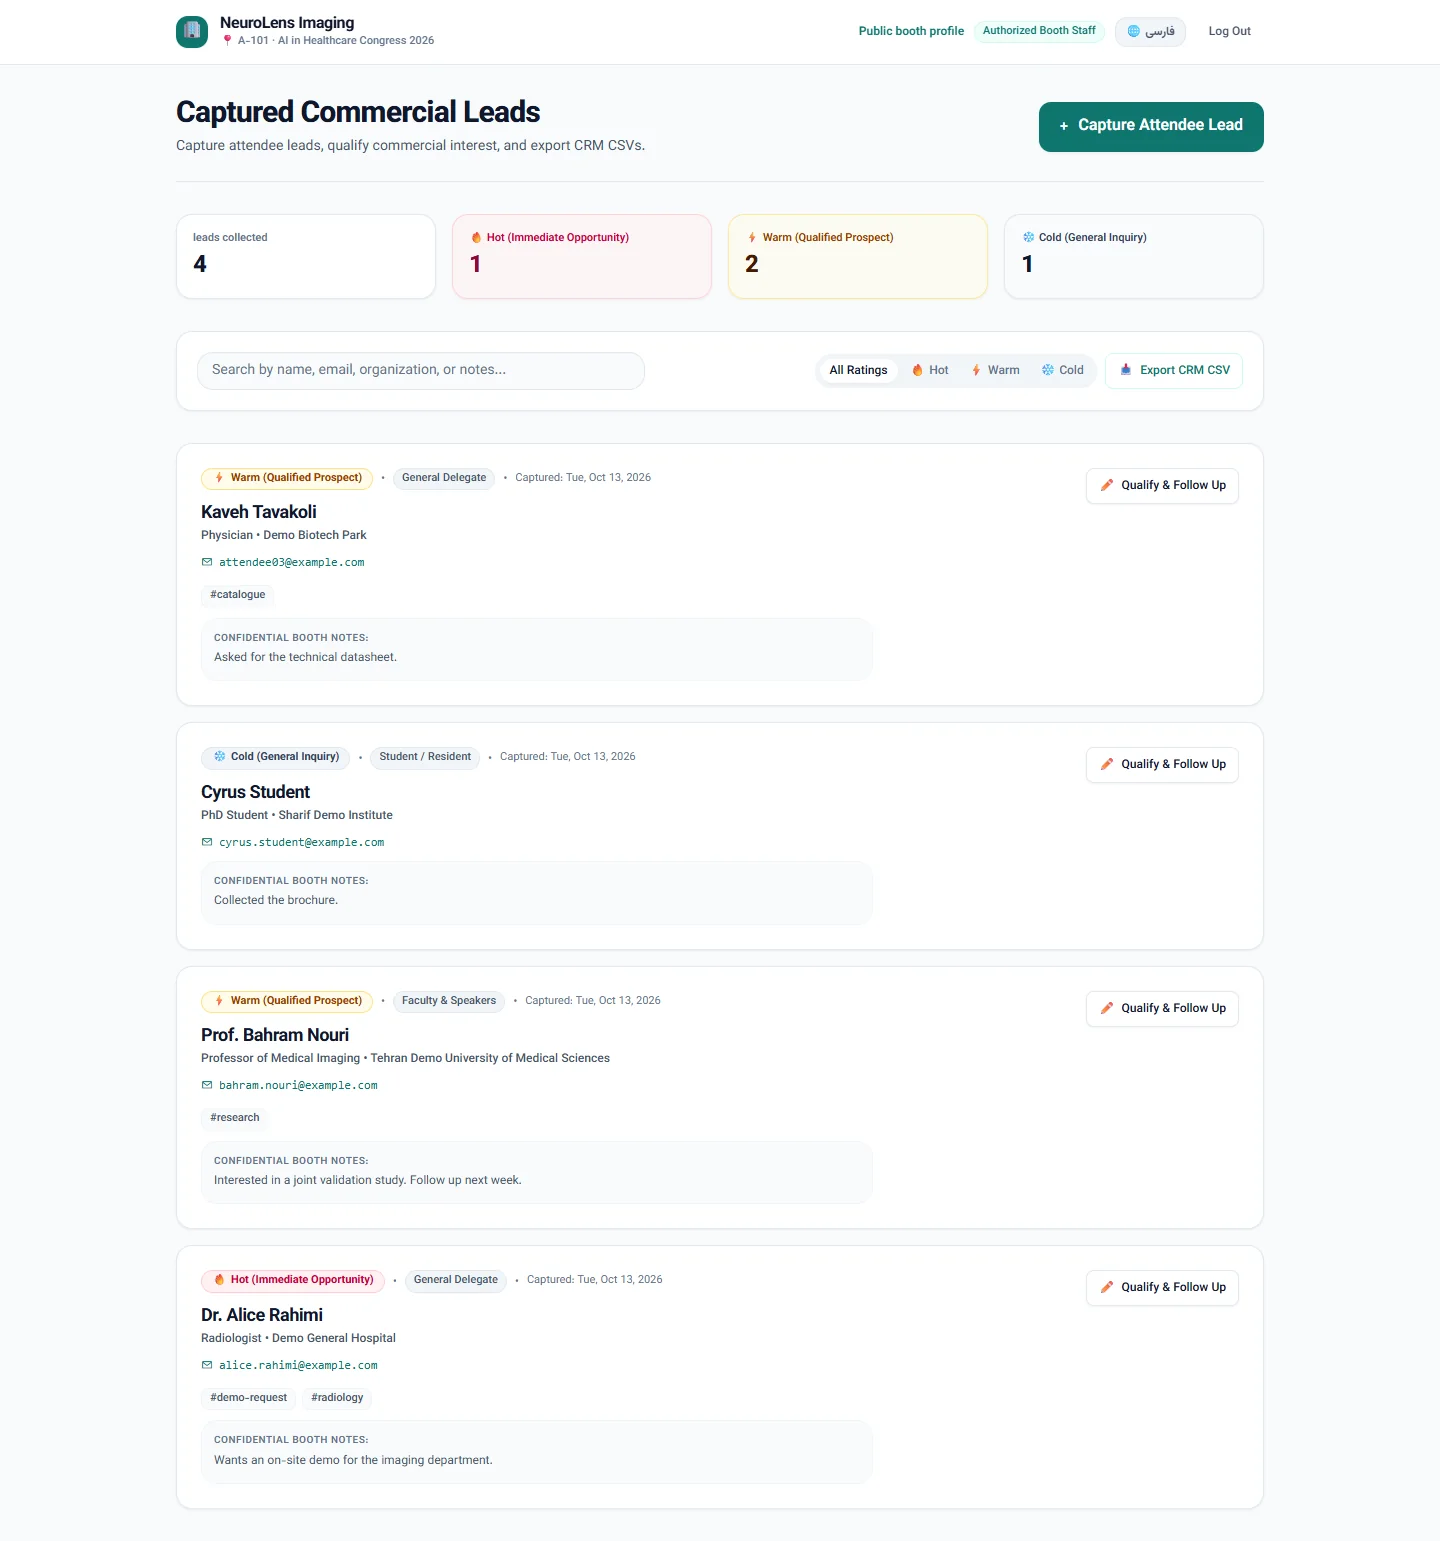 NeuroLens Imaging
A-101 · AI in Healthcare Congress 2026
Public booth profile
Authorized Booth Staff
فارسی
Log Out
Captured Commercial Leads
Capture attendee leads, qualify commercial interest, and export CRM CSVs.
+ Capture Attendee Lead
leads collected
4
Hot (Immediate Opportunity)
1
Warm (Qualified Prospect)
2
Cold (General Inquiry)
1
Search by name, email, organization, or notes...
All Ratings
Hot
Warm
Cold
Export CRM CSV
Warm (Qualified Prospect) • General Delegate • Captured: Tue, Oct 13, 2026
Qualify & Follow Up
Kaveh Tavakoli
Physician • Demo Biotech Park
attendee03@example.com
#catalogue
CONFIDENTIAL BOOTH NOTES:
Asked for the technical datasheet.
Cold (General Inquiry) • Student / Resident • Captured: Tue, Oct 13, 2026
Qualify & Follow Up
Cyrus Student
PhD Student • Sharif Demo Institute
cyrus.student@example.com
CONFIDENTIAL BOOTH NOTES:
Collected the brochure.
Warm (Qualified Prospect) • Faculty & Speakers • Captured: Tue, Oct 13, 2026
Qualify & Follow Up
Prof. Bahram Nouri
Professor of Medical Imaging • Tehran Demo University of Medical Sciences
bahram.nouri@example.com
#research
CONFIDENTIAL BOOTH NOTES:
Interested in a joint validation study. Follow up next week.
Hot (Immediate Opportunity) • General Delegate • Captured: Tue, Oct 13, 2026
Qualify & Follow Up
Dr. Alice Rahimi
Radiologist • Demo General Hospital
alice.rahimi@example.com
#demo-request #radiology
CONFIDENTIAL BOOTH NOTES:
Wants an on-site demo for the imaging department.